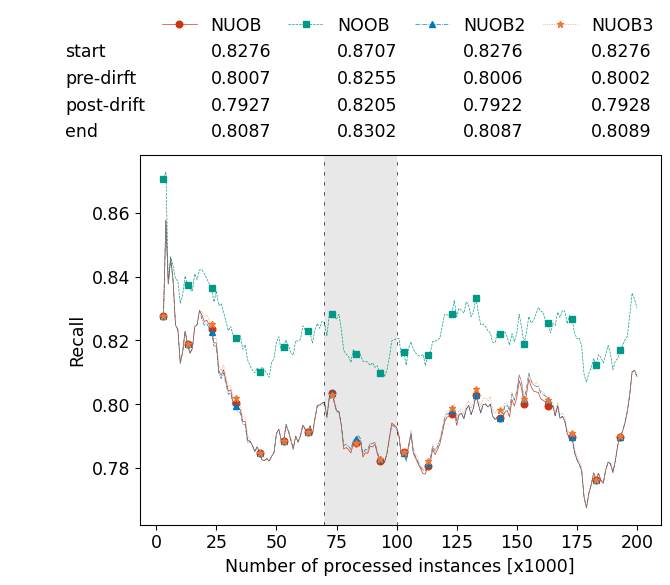 NUOB NOOB NUOB2 NUOB3
start 0.8276 0.8707 0.8276 0.8276
pre-dirft 0.8007 0.8255 0.8006 0.8002
post-drift 0.7927 0.8205 0.7922 0.7928
end 0.8087 0.8302 0.8087 0.8089
0.86
0.84
0.82
0.80
0.78
Recall
0 25 50 75 100 125 150 175 200
Number of processed instances [x1000]